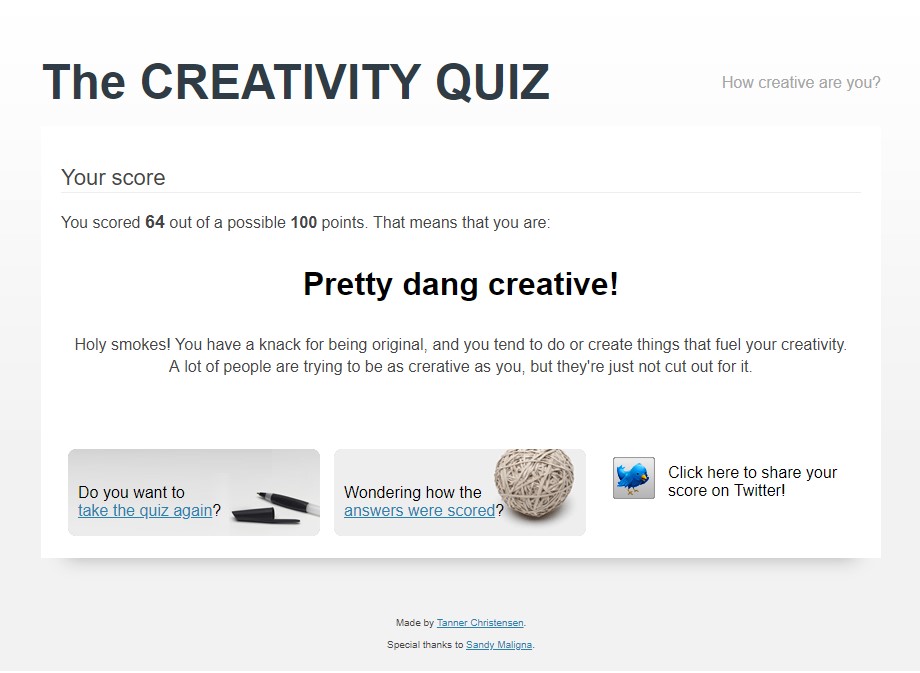 The CREATIVITY QUIZ
How creative are you?
Your score
You scored 64 out of a possible 100 points. That means that you are:
Pretty dang creative!
Holy smokes! You have a knack for being original, and you tend to do or create things that fuel your creativity.
A lot of people are trying to be as crerative as you, but they're just not cut out for it.
Do you want to
take the quiz again?
Wondering how the
answers were scored?
Click here to share your
score on Twitter!
Made by Tanner Christensen.
Special thanks to Sandy Maligna.